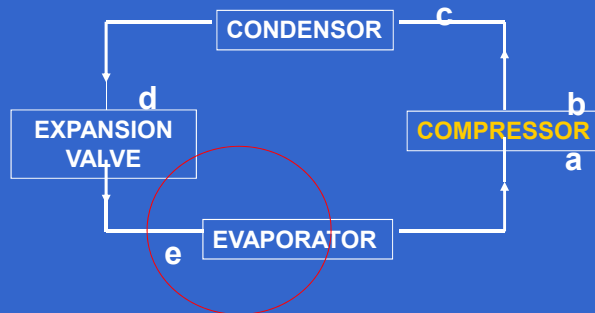 CONDENSOR
c
d
b
EXPANSION
VALVE
COMPRESSOR
a
EVAPORATOR
e